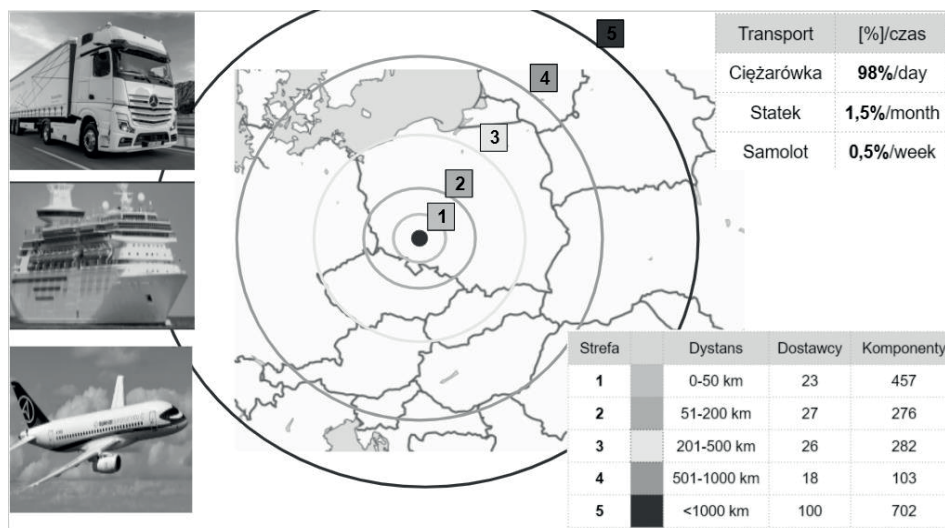 5
4
3
2
1
Transport [%]/czas
Ciężarówka 98%/day
Statek 1,5%/month
Samolot 0,5%/week
Strefa Dystans Dostawcy Komponenty
1 0-50 km 23 457
2 51-200 km 27 276
3 201-500 km 26 282
4 501-1000 km 18 103
5 <1000 km 100 702